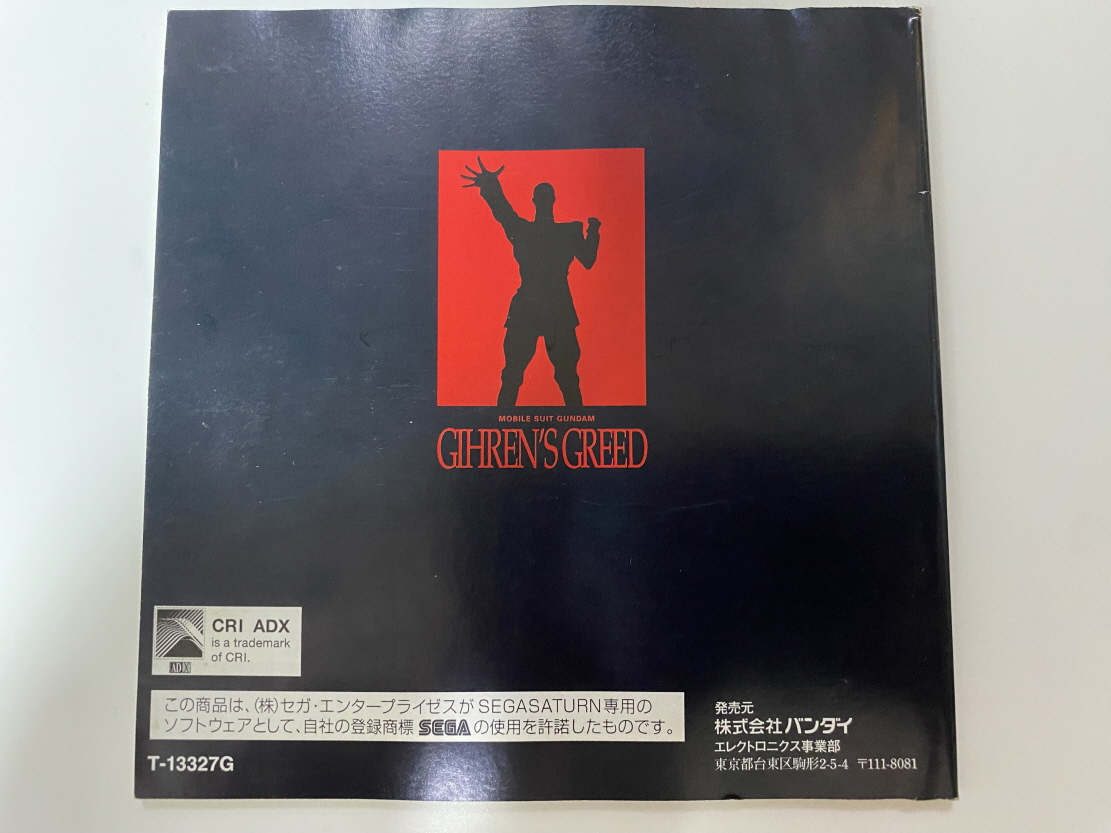 MOBILE SUIT GUNDAM
GIHREN'S GREED
CRI ADX
is a trademark
of CRI.
ADX
この商品は、(株)セガ・エンタープライゼスがSEGASATURN専用の
ソフトウェアとして、自社の登録商標 SEGA の使用を許諾したものです。
T-13327G
発売元
株式会社バンダイ
エレクトロニクス事業部
東京都台東区駒形2-5-4 〒111-8081